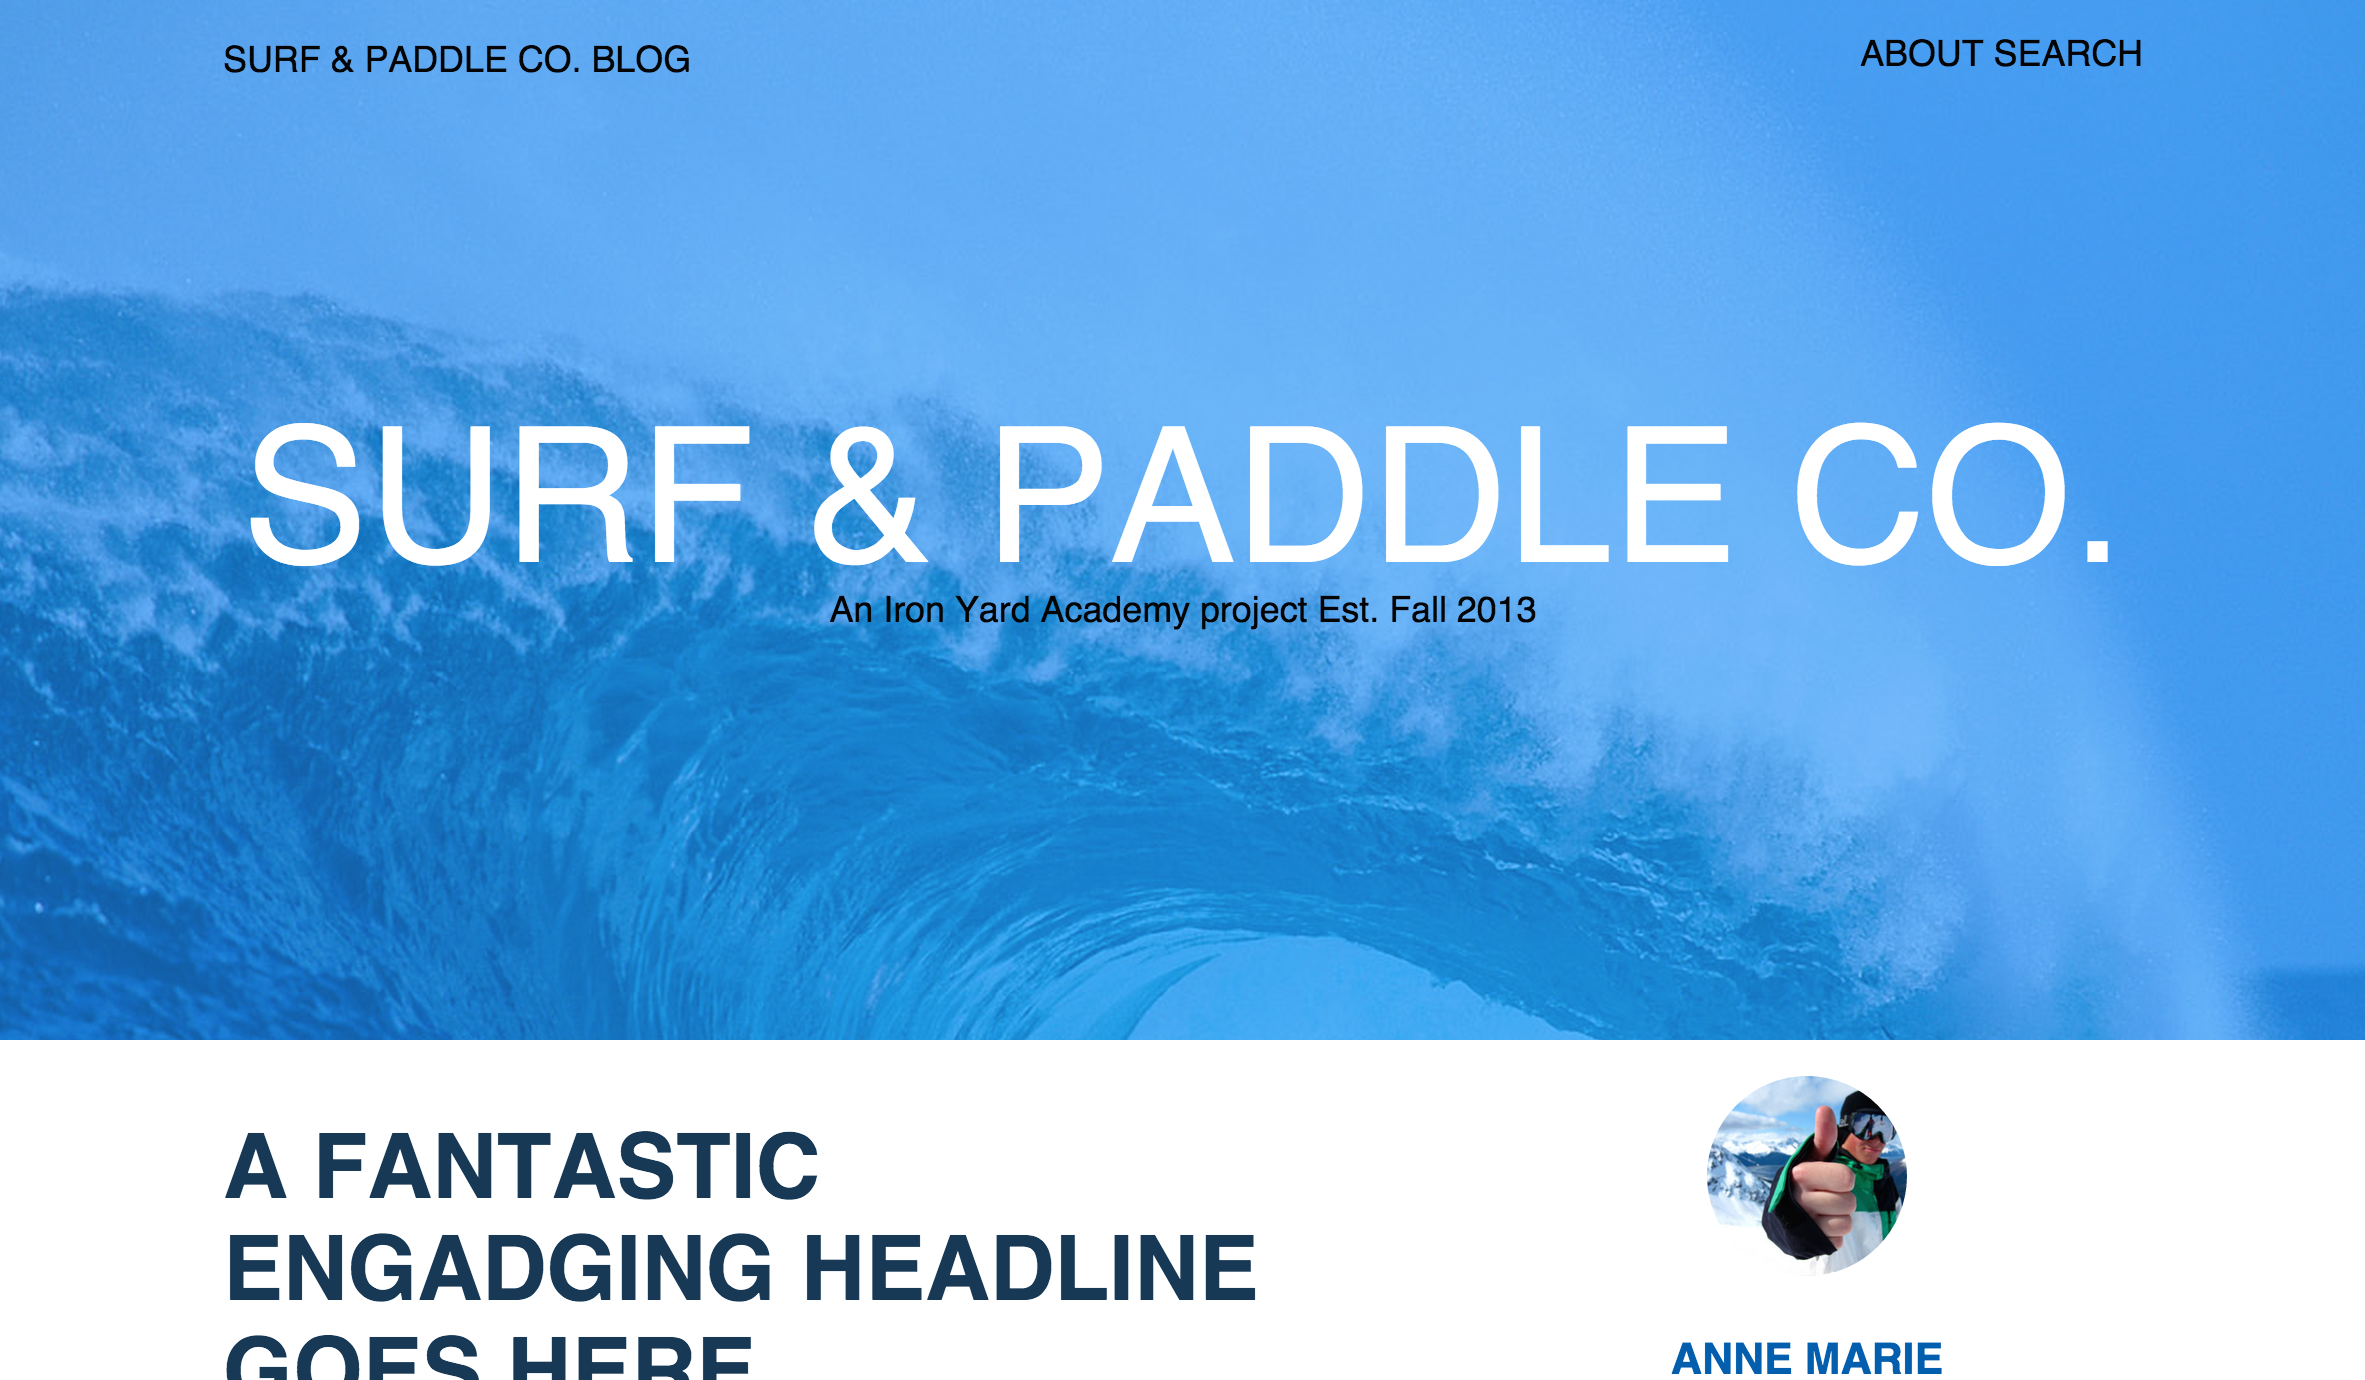 SURF & PADDLE CO. BLOG
ABOUT SEARCH
SURF & PADDLE CO.
An Iron Yard Academy project Est. Fall 2013
A FANTASTIC
ENGADGING HEADLINE
GOES HERE
ANNE MARIE